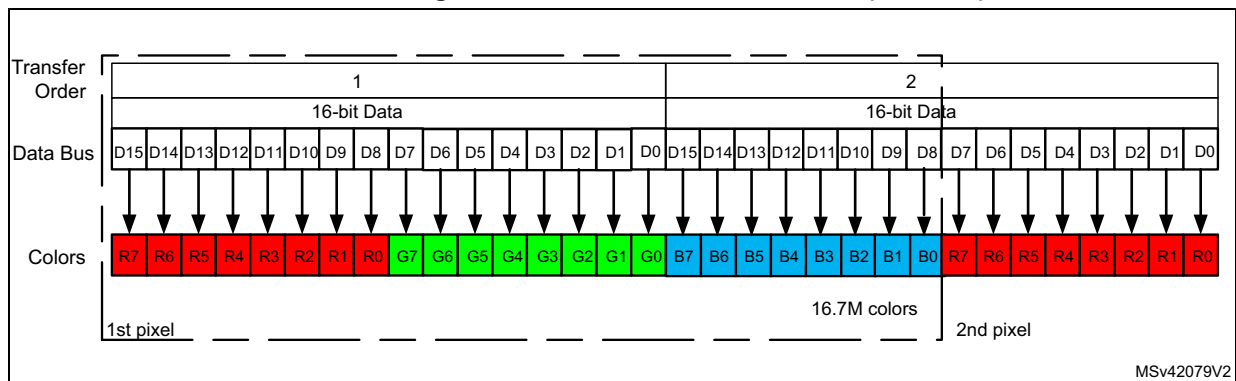 Transfer
Order
1 2
16-bit Data 16-bit Data
Data Bus D15 D14 D13 D12 D11 D10 D9 D8 D7 D6 D5 D4 D3 D2 D1 D0 D15 D14 D13 D12 D11 D10 D9 D8 D7 D6 D5 D4 D3 D2 D1 D0
Colors R7 R6 R5 R4 R3 R2 R1 R0 G7 G6 G5 G4 G3 G2 G1 G0 B7 B6 B5 B4 B3 B2 B1 B0 R7 R6 R5 R4 R3 R2 R1 R0
16.7M colors
1st pixel 2nd pixel
MSv42079V2